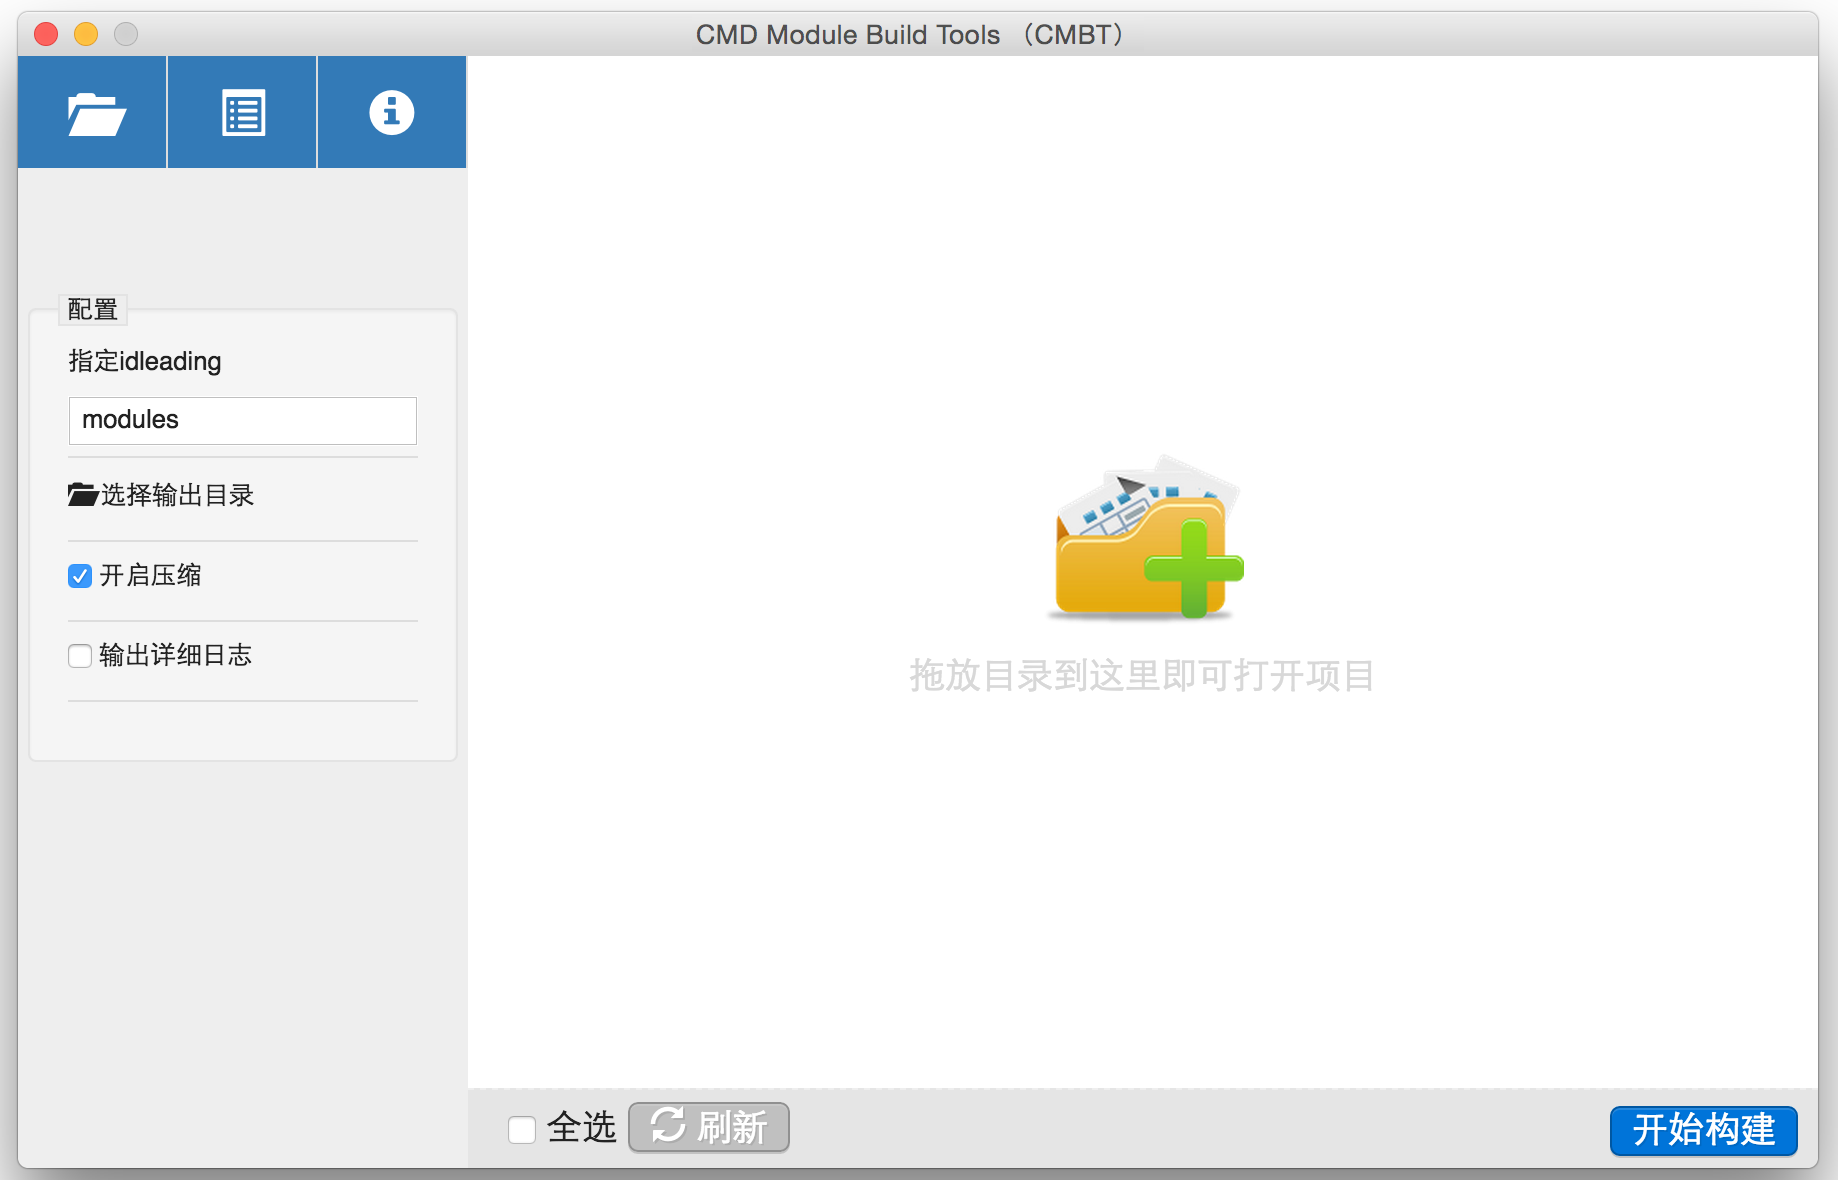 CMD Module Build Tools （CMBT）
配置
指定idleading
modules
选择输出目录
开启压缩
输出详细日志
拖放目录到这里即可打开项目
全选
刷新
开始构建